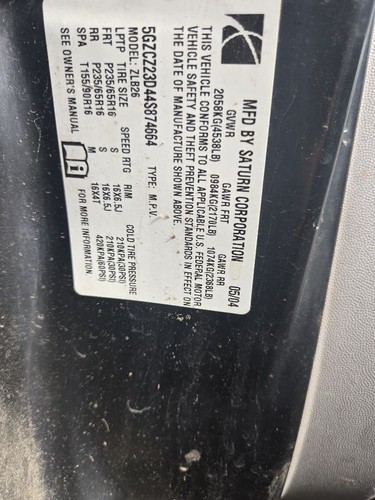 MFD BY SATURN CORPORATION 05/04
GVWR GAWR FRT GAWR RR
2058KG(4538LB) 0984KG(2170LB) 1074KG(2368LB)
THIS VEHICLE CONFORMS TO ALL APPLICABLE U.S. FEDERAL MOTOR
VEHICLE SAFETY AND THEFT PREVENTION STANDARDS IN EFFECT ON
THE DATE OF MANUFACTURE SHOWN ABOVE.
5GZCZ23D44S874664 TYPE: M.P.V.
MODEL: ZLB26
LPTP TIRE SIZE SPEED RTG RIM COLD TIRE PRESSURE
FRT P235/65R16 S 16X6.5J 210KPA(30PSI)
RR P235/65R16 S 16X6.5J 210KPA(30PSI)
SPA T155/90R16 M 16X4T 420KPA(60PSI)
SEE OWNER'S MANUAL FOR MORE INFORMATION